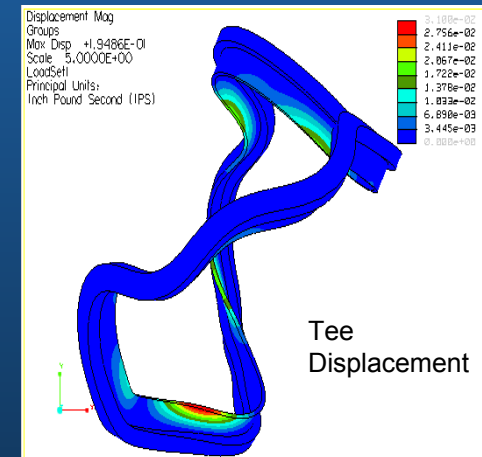 Displacement Mag
Groups
Max Disp +1.9486E-01
Scale 5.0000E+00
LoadSet1
Principal Units:
Inch Pound Second (IPS)
3.100e-02
2.756e-02
2.411e-02
2.067e-02
1.722e-02
1.378e-02
1.033e-02
6.890e-03
3.445e-03
0.000e+00
Tee
Displacement
Y
X